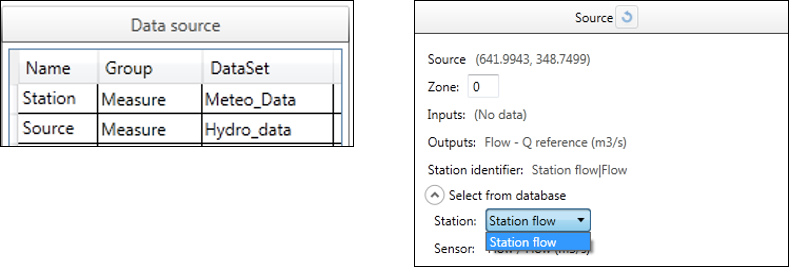 Data source
Name Group DataSet
Station Measure Meteo_Data
Source Measure Hydro_data
Source
Source (641.9943, 348.7499)
Zone: 0
Inputs: (No data)
Outputs: Flow - Q reference (m3/s)
Station identifier: Station flow|Flow
Select from database
Station: Station flow
Station flow
Sensor: